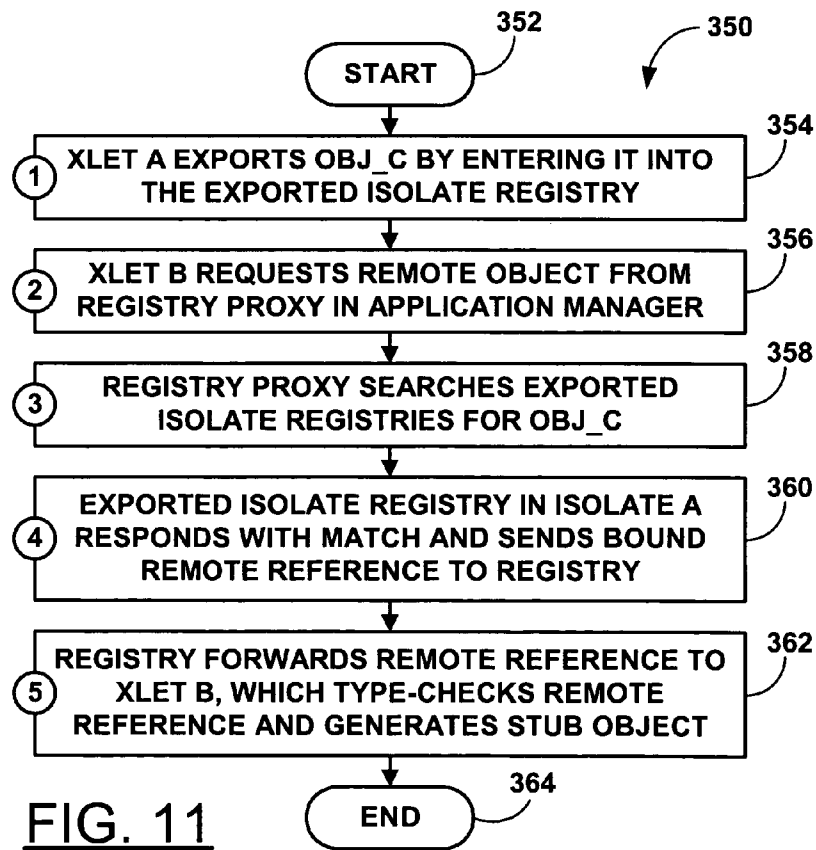 352
350
START
354
1
XLET A EXPORTS OBJ_C BY ENTERING IT INTO
THE EXPORTED ISOLATE REGISTRY
356
2
XLET B REQUESTS REMOTE OBJECT FROM
REGISTRY PROXY IN APPLICATION MANAGER
358
3
REGISTRY PROXY SEARCHES EXPORTED
ISOLATE REGISTRIES FOR OBJ_C
360
4
EXPORTED ISOLATE REGISTRY IN ISOLATE A
RESPONDS WITH MATCH AND SENDS BOUND
REMOTE REFERENCE TO REGISTRY
362
5
REGISTRY FORWARDS REMOTE REFERENCE TO
XLET B, WHICH TYPE-CHECKS REMOTE
REFERENCE AND GENERATES STUB OBJECT
364
END
FIG. 11